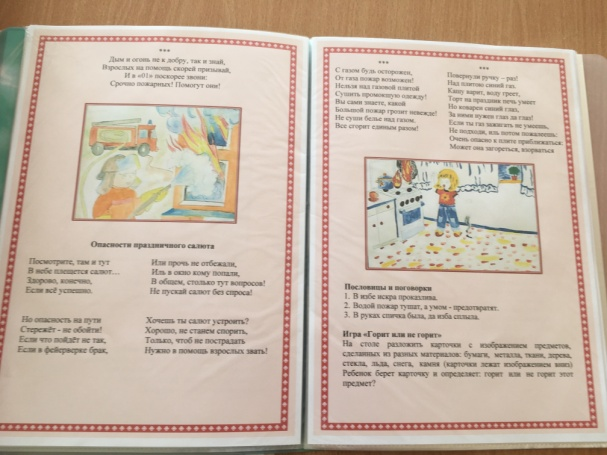 ***
Дым и огонь не к добру, так и знай,
Взрослых на помощь скорей призывай,
И в «01» поскорее звони:
Срочно пожарных! Помогут они!
Опасности праздничного салюта
Посмотрите, там и тут
В небе плещется салют…
Здорово, конечно,
Если всё успешно.
Или прочь не отбежали,
Иль в окно кому попали,
В общем, столько тут вопросов!
Не пускай салют без спроса!
Но опасность на пути
Стережёт - не обойти!
Если что пойдёт не так,
Если в фейерверке брак,
Хочешь ты салют устроить?
Хорошо, не станем спорить,
Только, чтоб не пострадать
Нужно в помощь взрослых звать!
***
С газом будь осторожен,
От газа пожар возможен!
Нельзя над газовой плитой
Сушить промокшую одежду!
Вы сами знаете, какой
Большой пожар грозит невежде!
Не суши белье над газом.
Все сгорит единым разом!
***
Повернули ручку – раз!
Над плитою синий газ.
Кашу варит, воду греет,
Торт на праздник печь умеет
Но коварен синий глаз,
За ними нужен глаз да глаз!
Если ты газ зажигать не умеешь,
Не подходи, иль потом пожалеешь:
Очень опасно к плите приближаться:
Может она загореться, взорваться
Пословицы и поговорки
1. В избе искра проказлива.
2. Водой пожар тушат, а умом - предотвратят.
3. В руках спичка была, да изба сплыла.
Игра «Горит или не горит»
На столе разложить карточки с изображением предметов,
сделанных из разных материалов: бумаги, металла, ткани, дерева,
стекла, льда, снега, камня (карточки лежат изображением вниз)
Ребенок берет карточку и определяет: горит или не горит этот
предмет?